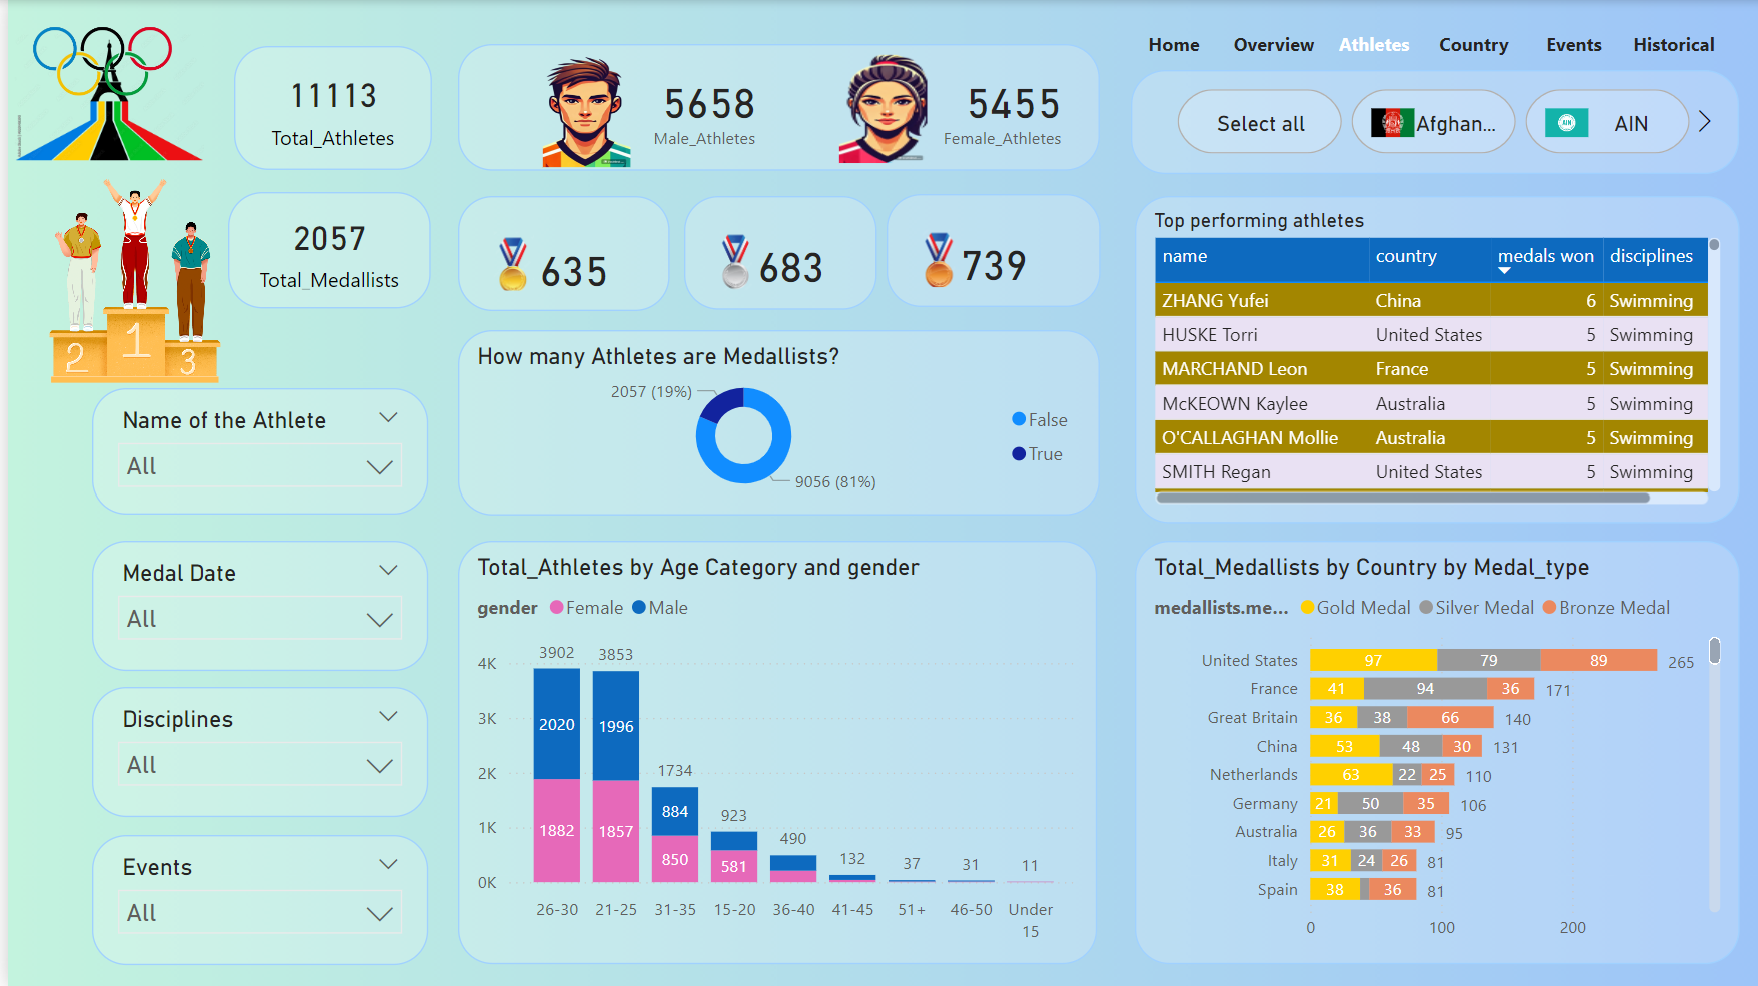 Home Overview Athletes Country Events Historical
11113
Total_Athletes
5658
Male_Athletes
5455
Female_Athletes
Select all
Afghan...
AIN
2057
Total_Medallists
635
683
739
1
2
3
Top performing athletes
name country medals won disciplines
ZHANG Yufei China 6 Swimming
HUSKE Torri United States 5 Swimming
MARCHAND Leon France 5 Swimming
McKEOWN Kaylee Australia 5 Swimming
O'CALLAGHAN Mollie Australia 5 Swimming
SMITH Regan United States 5 Swimming
How many Athletes are Medallists?
2057 (19%)
9056 (81%)
False
True
Name of the Athlete
All
Medal Date
All
Disciplines
All
Events
All
Total_Athletes by Age Category and gender
gender Female Male
4K
3K
2K
1K
0K
3902 3853 1734 923 490 132 37 31 11
2020 1996 884
1882 1857 850 581
26-30 21-25 31-35 15-20 36-40 41-45 51+ 46-50 Under
15
Total_Medallists by Country by Medal_type
medallists.me... Gold Medal Silver Medal Bronze Medal
United States 97 79 89 265
France 41 94 36 171
Great Britain 36 38 66 140
China 53 48 30 131
Netherlands 63 22 25 110
Germany 21 50 35 106
Australia 26 36 33 95
Italy 31 24 26 81
Spain 38 36 81
0 100 200